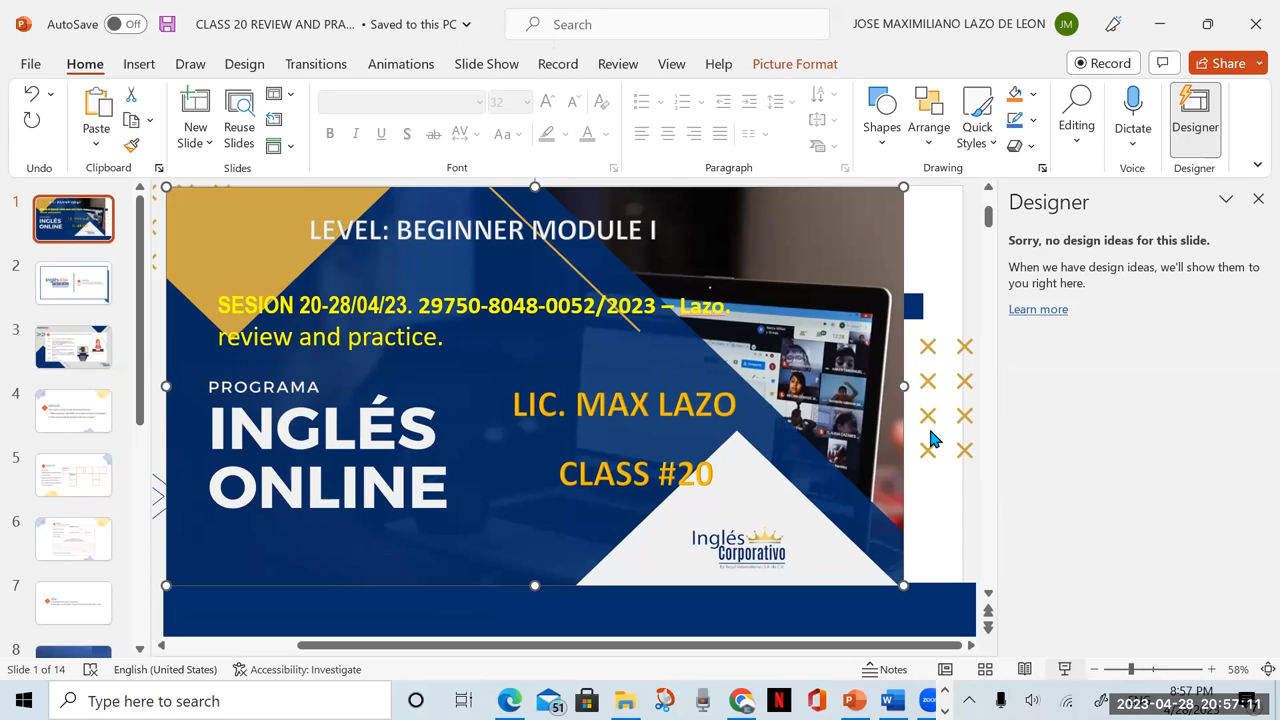 AutoSave Off CLASS 20 REVIEW AND PRA... • Saved to this PC Search JOSE MAXIMILIANO LAZO DE LEON JM
File Home Insert Draw Design Transitions Animations Slide Show Record Review View Help Picture Format Record Share
32
Paste New Slide Reuse Slides Shapes Arrange Quick Styles Editing Dictate Designer
Undo Clipboard Slides Font Paragraph Drawing Voice Designer
Designer
Sorry, no design ideas for this slide.
When we have design ideas, we'll show them to
you right here.
Learn more
1
2
3
4
5
6
7
8
LEVEL: BEGINNER MODULE I
SESION 20-28/04/23. 29750-8048-0052/2023 – Lazo.
review and practice.
PROGRAMA
INGLÉS
ONLINE
LIC. MAX LAZO
CLASS #20
Inglés
Corporativo
Slide 1 of 14 English (United States) Accessibility: Investigate Notes 58%
Type here to search 51 8:57 PM
2023-04-28 20:57:11